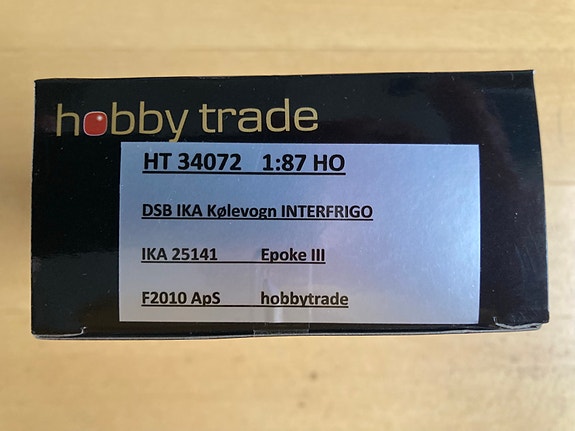 hobby trade
HT 34072 1:87 HO
DSB IKA Kølevogn INTERFRIGO
IKA 25141 Epoke III
F2010 ApS hobbytrade